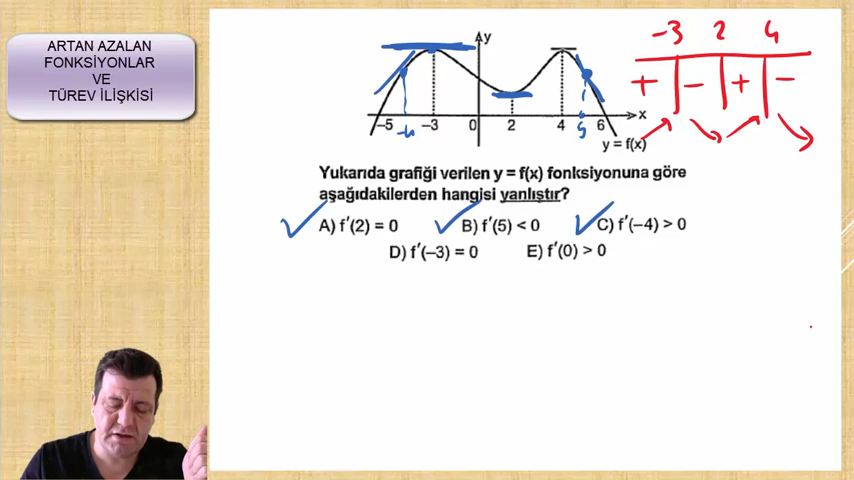 ARTAN AZALAN
FONKSİYONLAR
VE
TÜREV İLİŞKİSİ
y
-5 -4 -3 0 2 4 5 6 x
y = f(x)
-3 2 4
+ - + -
Yukarıda grafiği verilen y = f(x) fonksiyonuna göre
aşağıdakilerden hangisi yanlıştır?
A) f'(2) = 0 B) f'(5) < 0 C) f'(–4) > 0
D) f'(–3) = 0 E) f'(0) > 0